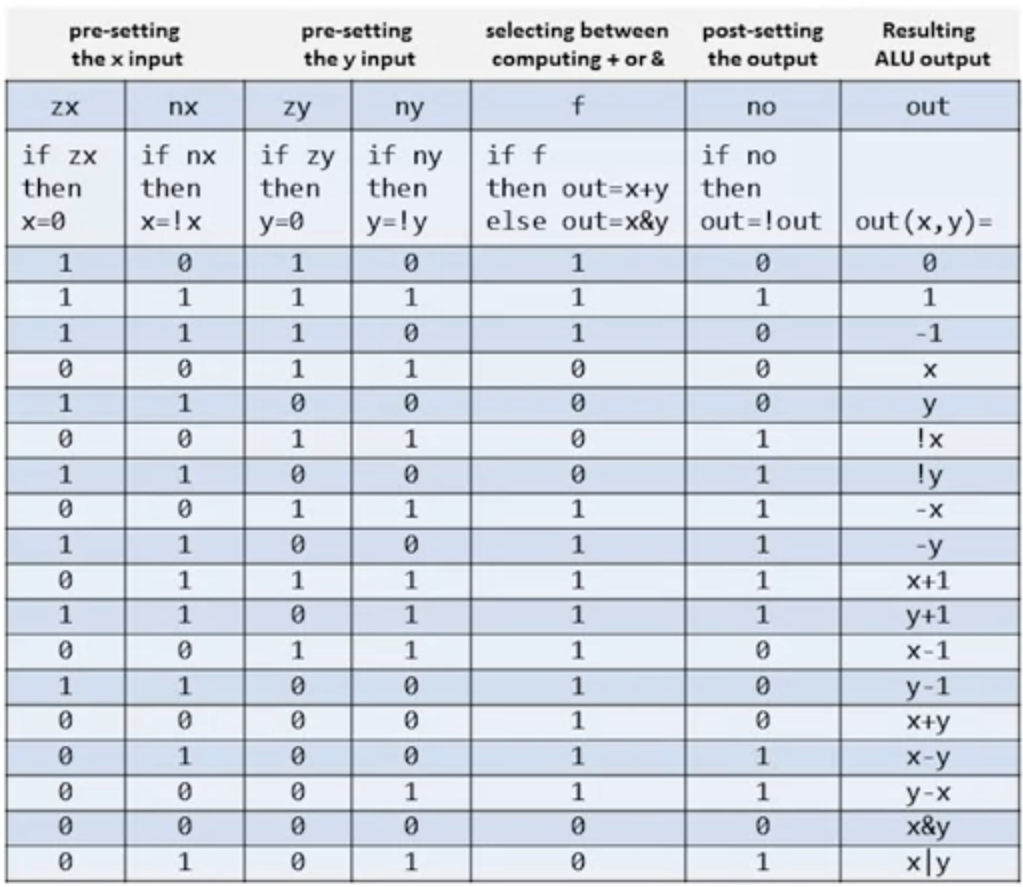 pre-setting the x input pre-setting the y input selecting between computing + or & post-setting the output Resulting ALU output
zx nx zy ny f no out
if zx then x=0 if nx then x=!x if zy then y=0 if ny then y=!y if f then out=x+y else out=x&y if no then out=!out out(x,y)=
1 0 1 0 1 0 0
1 1 1 1 1 1 1
1 1 1 0 1 0 -1
0 0 1 1 0 0 x
1 1 0 0 0 0 y
0 0 1 1 0 1 !x
1 1 0 0 0 1 !y
0 0 1 1 1 1 -x
1 1 0 0 1 1 -y
0 1 1 1 1 1 x+1
1 1 0 1 1 1 y+1
0 0 1 1 1 0 x-1
1 1 0 0 1 0 y-1
0 0 0 0 1 0 x+y
0 1 0 0 1 1 x-y
0 0 0 1 1 1 y-x
0 0 0 0 0 0 x&y
0 1 0 1 0 1 x|y